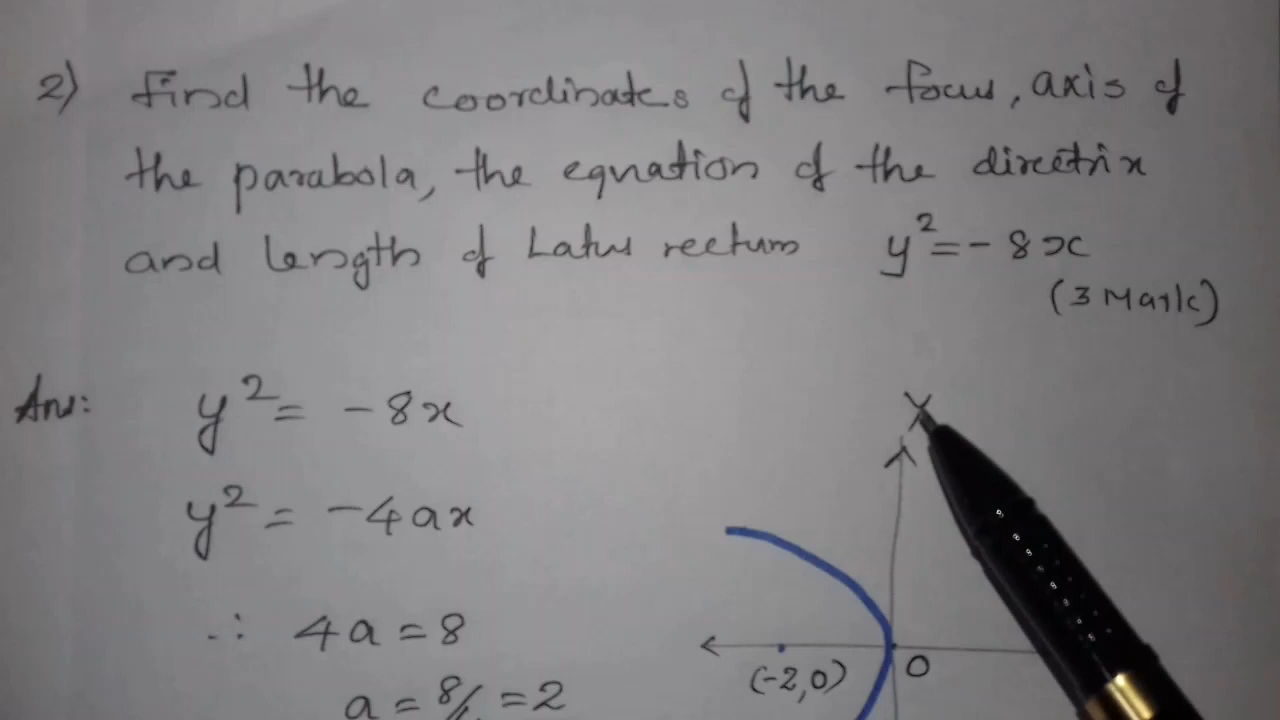 2) Find the coordinates of the focus, axis of
the parabola, the equation of the directrix
and length of Latus rectum y² = - 8x
(3 Mark)
Ans: y² = - 8x
y² = - 4ax
∴ 4a = 8
(-2,0) O
a = 8/ = 2